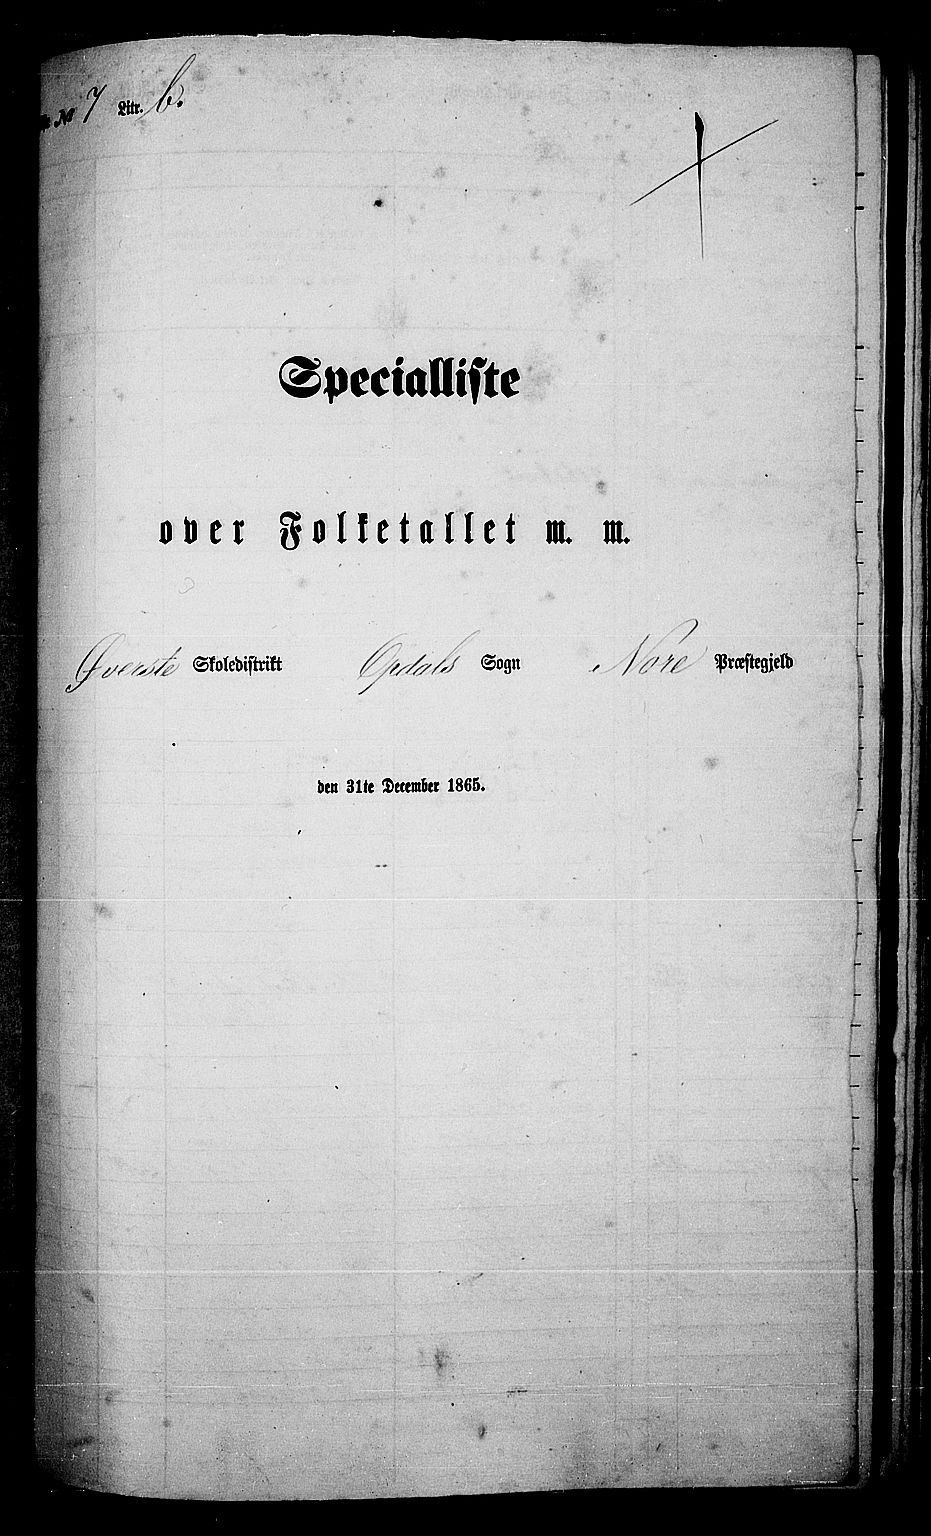 № 7 Litr. b.
Specialliste
over Folketallet m. m.
Øverste Skoledistrikt Opdals Sogn Nore Præstegjeld
den 31te December 1865.